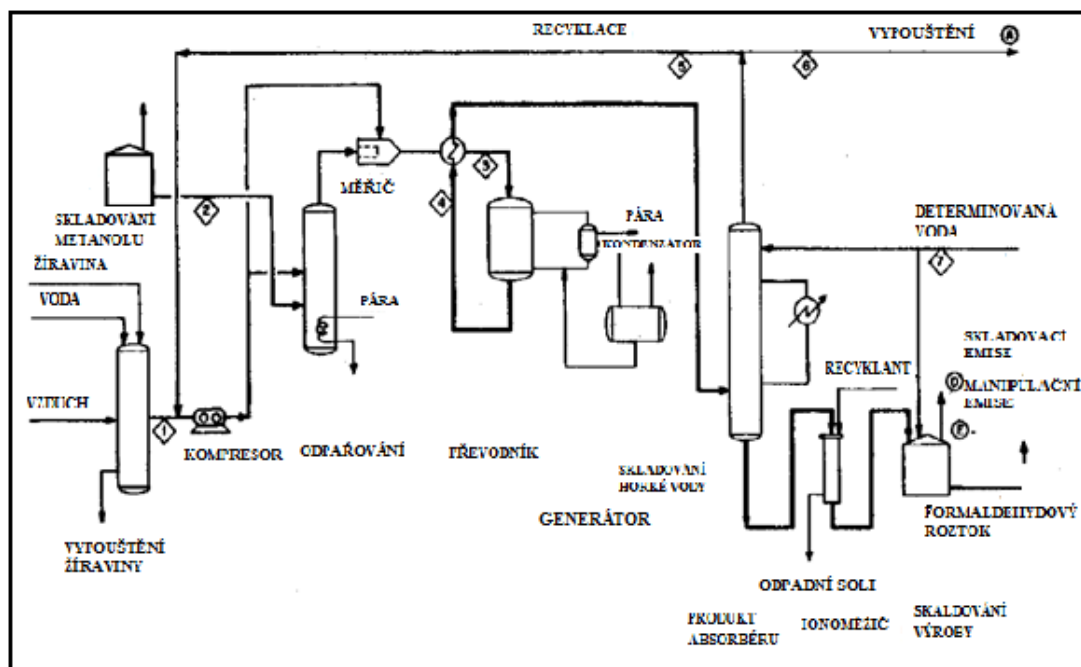 RECYKLACE
VYPOUŠTĚNÍ
A
5
6
MĚŘIČ
3
4
2
SKLADOVÁNÍ
METANOLU
PÁRA
KONDENZÁTOR
DETERMINOVANÁ
VODA
7
ŽÍRAVINA
VODA
PÁRA
SKLADOVACÍ
EMISE
RECYKLANT
MANIPULAČNÍ
EMISE
VZDUCH
1
KOMPRESOR
ODPAŘOVÁNÍ
PŘEVODNÍK
SKLADOVÁNÍ
HORKÉ VODY
GENERÁTOR
FORMALDEHYDOVÝ
ROZTOK
VYPOUŠTĚNÍ
ŽÍRAVINY
ODPADNÍ SOLI
PRODUKT
ABSORBÉRU
IONOMĚŽIČ
SKALDOVÁNÍ
VÝROBY